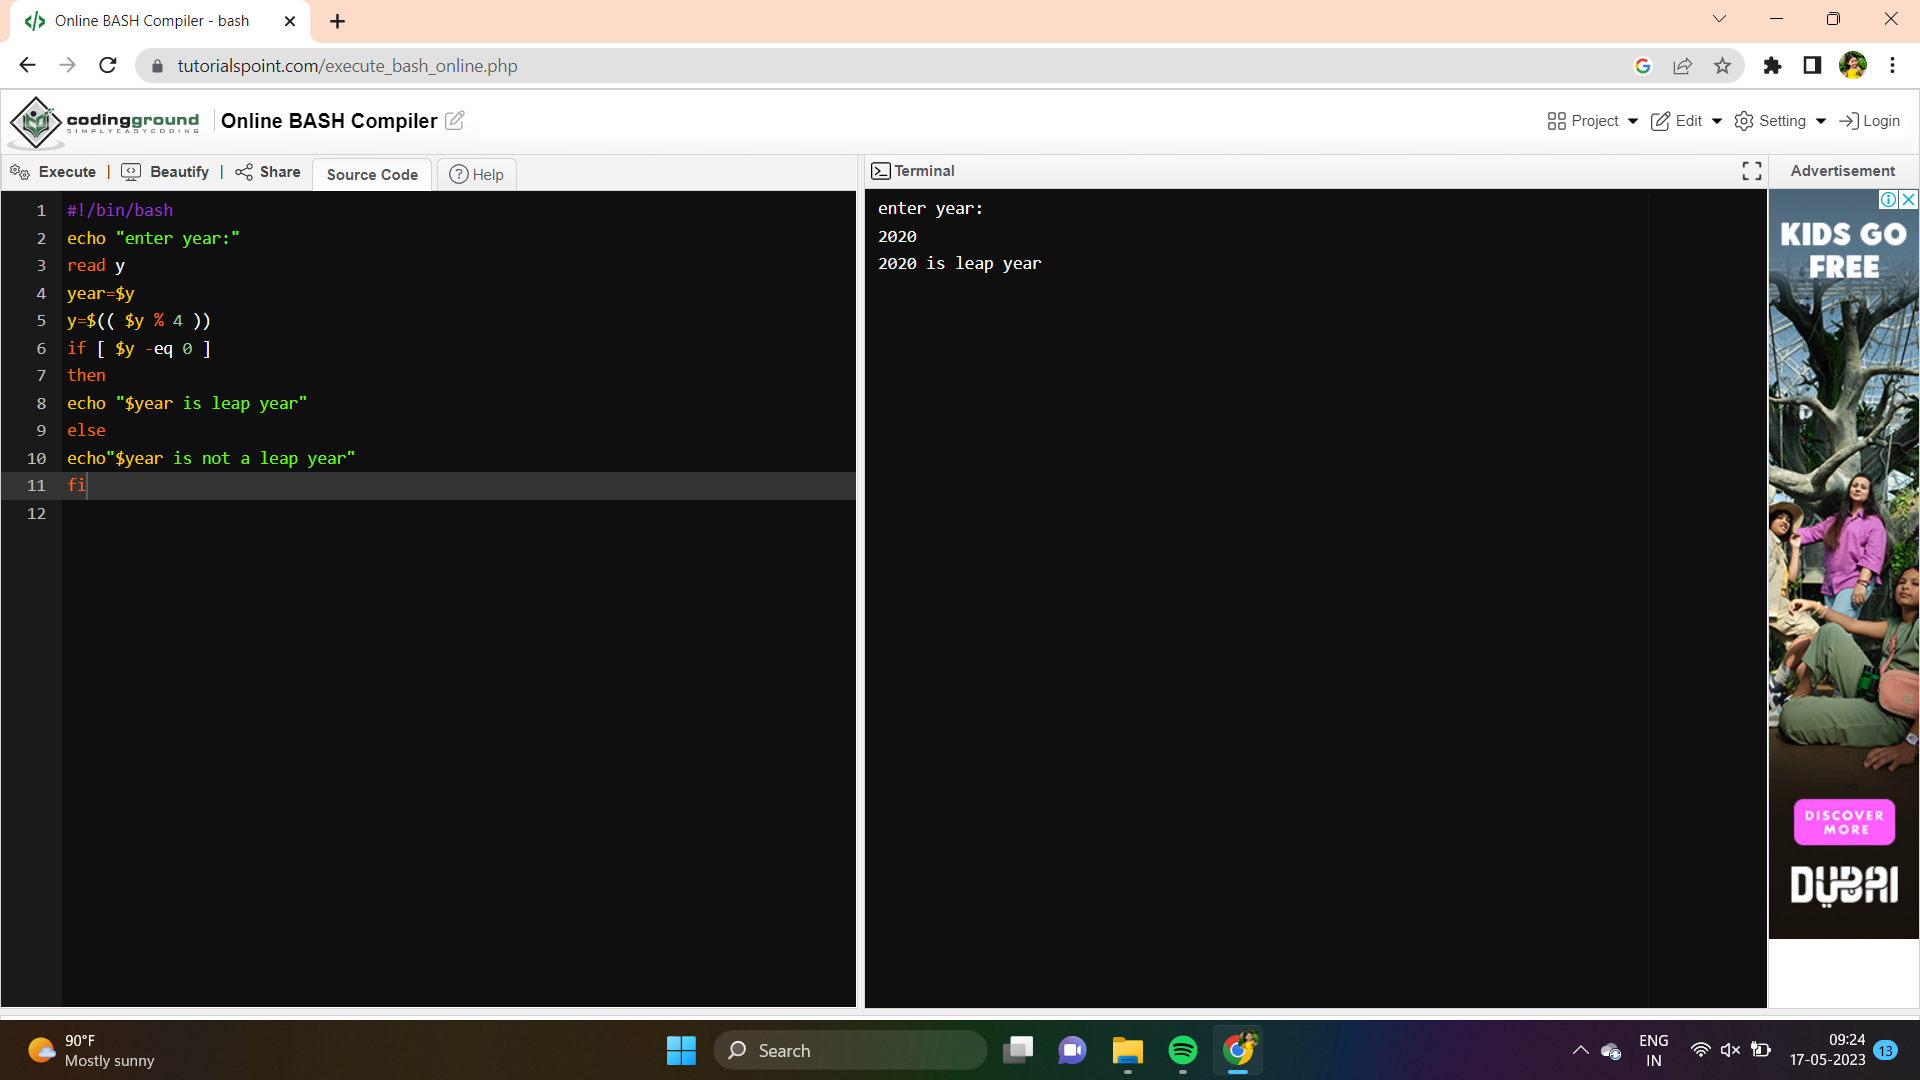 Online BASH Compiler - bash
tutorialspoint.com/execute_bash_online.php
codingground
SIMPLYEASYCODING
Online BASH Compiler
Project
Edit
Setting
Login
Execute | Beautify | Share
Source Code
Help
1 #!/bin/bash
2 echo "enter year:"
3 read y
4 year=$y
5 y=$(( $y % 4 ))
6 if [ $y -eq 0 ]
7 then
8 echo "$year is leap year"
9 else
10 echo"$year is not a leap year"
11 fi
12
Terminal
enter year:
2020
2020 is leap year
Advertisement
KIDS GO
FREE
DISCOVER
MORE
DUBAI
90°F
Mostly sunny
Search
ENG
IN
09:24
17-05-2023
13